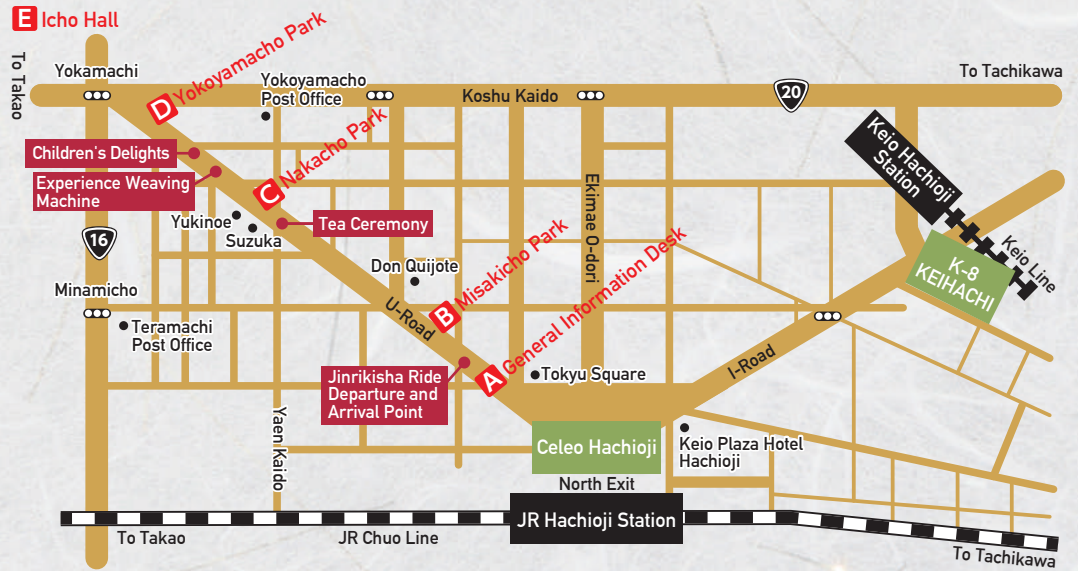 E Icho Hall
To Takao
Yokamachi
D Yokoyamacho Park
Yokoyamacho
Post Office
Koshu Kaido
20
To Tachikawa
Children's Delights
Experience Weaving
Machine
C Nakacho Park
Keio Hachioji
Station
Yukinoe
Suzuka
Tea Ceremony
Ekimae O-dori
16
Don Quijote
B Misakicho Park
A General Information Desk
K-8
KEIHACHI
Keio Line
Minamicho
U-Road
Teramachi
Post Office
Jinrikisha Ride
Departure and
Arrival Point
Tokyu Square
I-Road
Yaen Kaido
Celeo Hachioji
Keio Plaza Hotel
Hachioji
North Exit
JR Hachioji Station
To Takao
JR Chuo Line
To Tachikawa